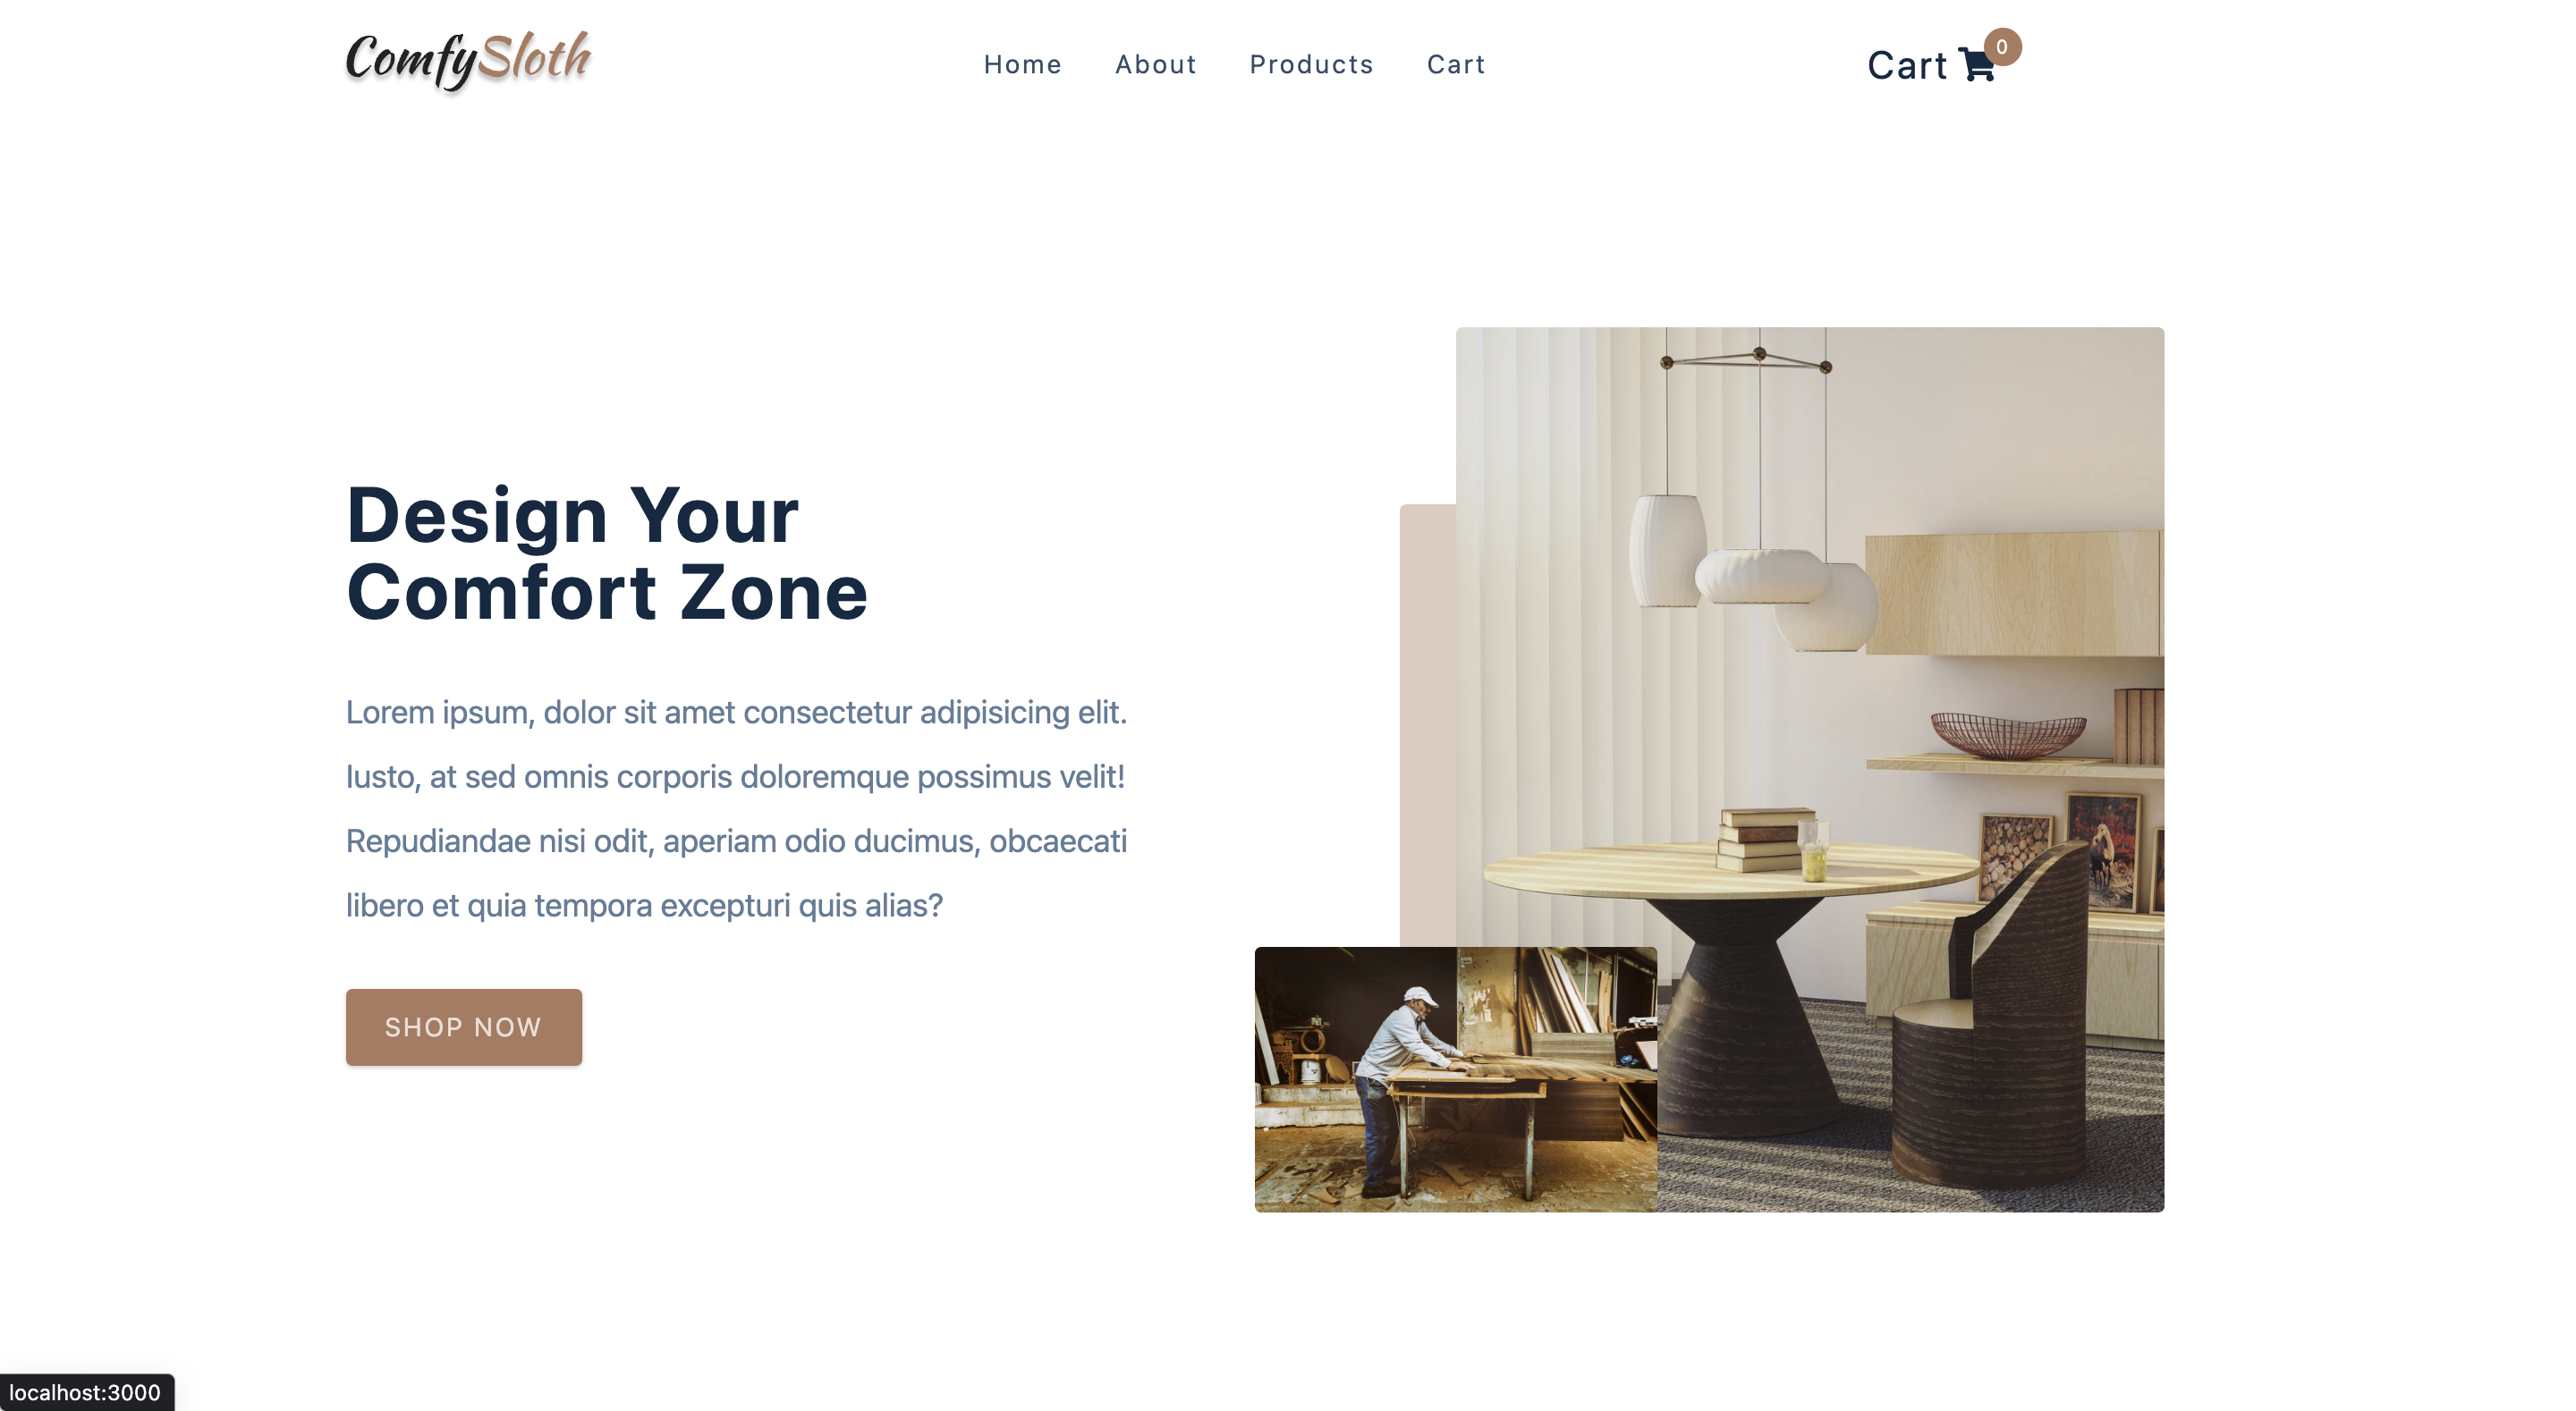 ComfySloth
Home About Products Cart
Cart 0
Design Your
Comfort Zone
Lorem ipsum, dolor sit amet consectetur adipisicing elit.
Iusto, at sed omnis corporis doloremque possimus velit!
Repudiandae nisi odit, aperiam odio ducimus, obcaecati
libero et quia tempora excepturi quis alias?
SHOP NOW
localhost:3000